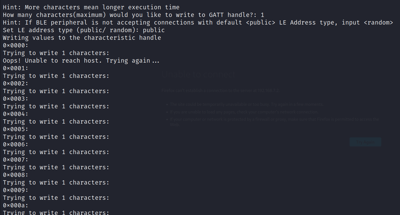 Hint: More characters mean longer execution time
How many characters(maximum) would you like to write to GATT handle?: 1
Hint: If BLE peripheral is not accepting connections with default <public> LE Address type, input <random>
Set LE address type (public/ random): public
Writing values to the characteristic handle
0×0000:
Trying to write 1 characters:
Oops! Unable to reach host. Trying again...
0×0001:
Trying to write 1 characters:
0×0002:
Trying to write 1 characters:
0×0003:
Trying to write 1 characters:
0×0004:
Trying to write 1 characters:
0×0005:
Trying to write 1 characters:
0×0006:
Trying to write 1 characters:
0×0007:
Trying to write 1 characters:
0×0008:
Trying to write 1 characters:
0×0009:
Trying to write 1 characters:
0×000a:
Trying to write 1 characters: